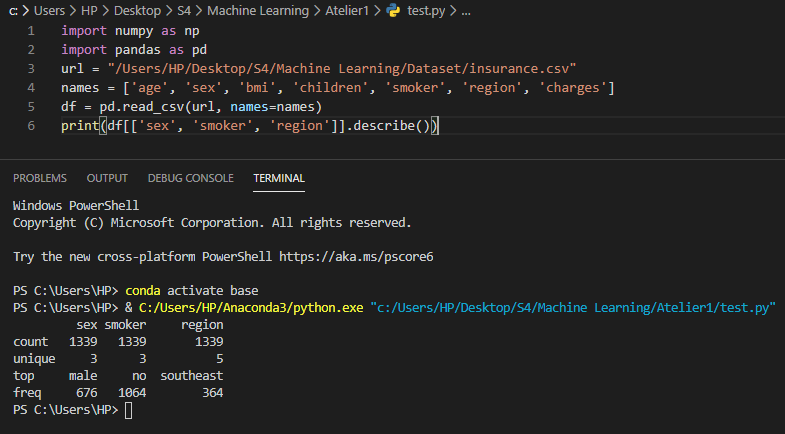 C: > Users > HP > Desktop > S4 > Machine Learning > Atelier1 > test.py > ...
1 import numpy as np
2 import pandas as pd
3 url = "/Users/HP/Desktop/S4/Machine Learning/Dataset/insurance.csv"
4 names = ['age', 'sex', 'bmi', 'children', 'smoker', 'region', 'charges']
5 df = pd.read_csv(url, names=names)
6 print(df[['sex', 'smoker', 'region']].describe())
PROBLEMS OUTPUT DEBUG CONSOLE TERMINAL
Windows PowerShell
Copyright (C) Microsoft Corporation. All rights reserved.
Try the new cross-platform PowerShell https://aka.ms/pscore6
PS C:\Users\HP> conda activate base
PS C:\Users\HP> & C:/Users/HP/Anaconda3/python.exe "c:/Users/HP/Desktop/S4/Machine Learning/Atelier1/test.py"
sex smoker region
count 1339 1339 1339
unique 3 3 5
top male no southeast
freq 676 1064 364
PS C:\Users\HP>